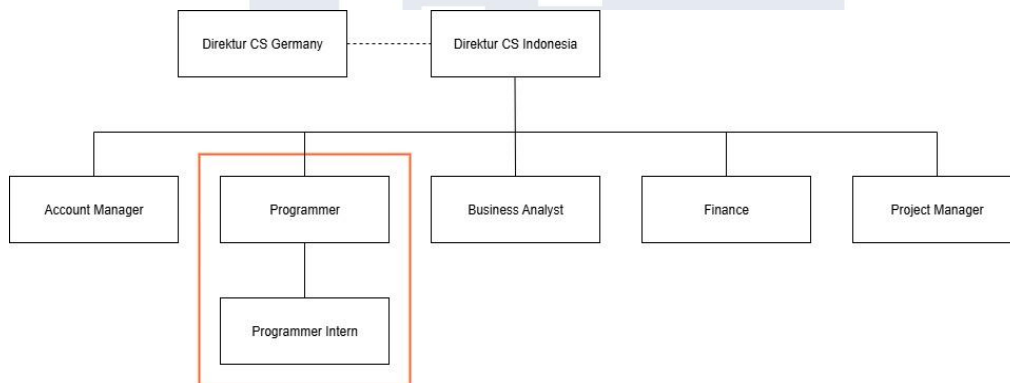 Direktur CS Germany
Direktur CS Indonesia
Account Manager
Programmer
Business Analyst
Finance
Project Manager
Programmer Intern